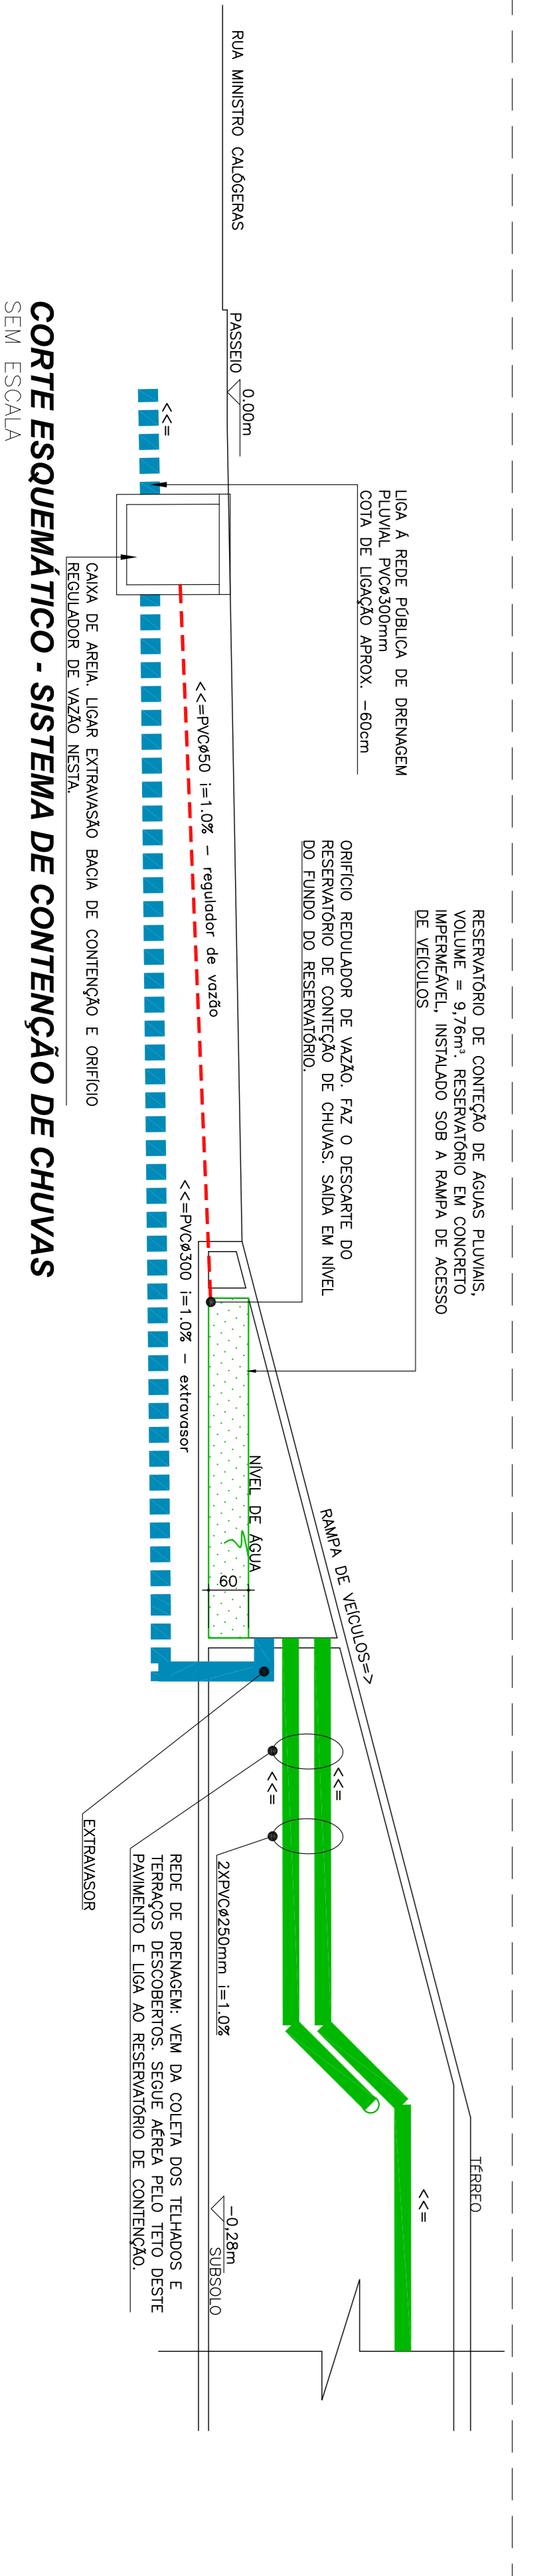 RUA MINISTRO CALÓGERAS
PASSEIO
0.00m
<<=
LIGA Á REDE PÚBLICA DE DRENAGEM
PLUVIAL PVCø300mm
COTA DE LIGAÇÃO APROX. -60cm
CAIXA DE AREIA. LIGAR EXTRAVASÃO BACIA DE CONTENÇÃO E ORIFÍCIO
REGULADOR DE VAZÃO NESTA.
<<=PVCø50 i=1.0% - regulador de vazão
ORIFÍCIO REDULADOR DE VAZÃO. FAZ O DESCARTE DO
RESERVATÓRIO DE CONTEÇÃO DE CHUVAS. SAÍDA EM NÍVEL
DO FUNDO DO RESERVATÓRIO.
RESERVATÓRIO DE CONTEÇÃO DE ÁGUAS PLUVIAIS,
VOLUME = 9,76m³. RESERVATÓRIO EM CONCRETO
IMPERMEÁVEL, INSTALADO SOB A RAMPA DE ACESSO
DE VEÍCULOS
<<=PVCø300 i=1.0% - extravasor
NÍVEL DE ÁGUA
60
RAMPA DE VEÍCULOS=>
<<=
<<=
EXTRAVASOR
2XPVCø250mm i=1.0%
REDE DE DRENAGEM: VEM DA COLETA DOS TELHADOS E
TERRAÇOS DESCOBERTOS. SEGUE AÉREA PELO TETO DESTE
PAVIMENTO E LIGA AO RESERVATÓRIO DE CONTENÇÃO.
TÉRREO
<<=
-0,28m
SUBSOLO
CORTE ESQUEMÁTICO - SISTEMA DE CONTENÇÃO DE CHUVAS
SEM ESCALA